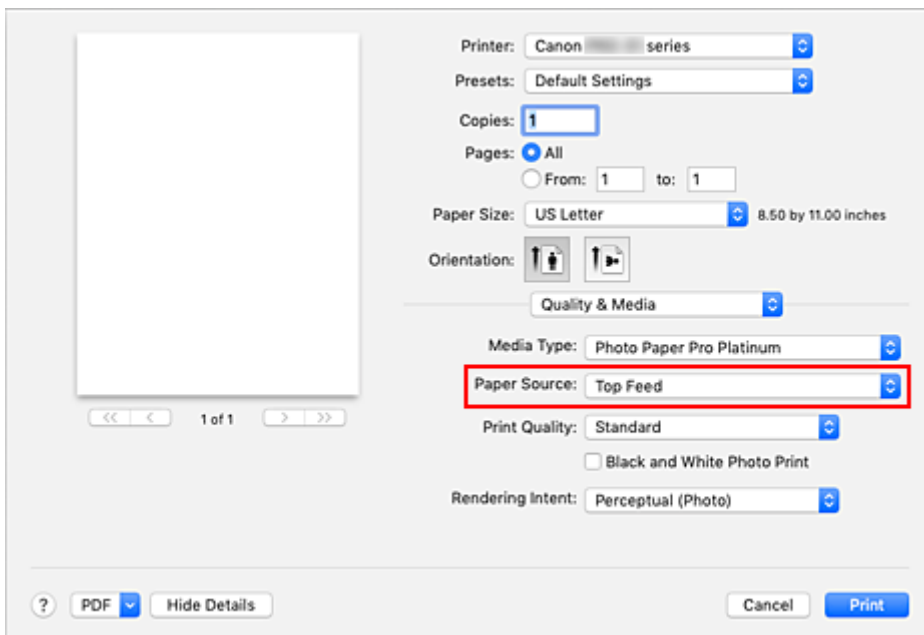 Printer: Canon series
Presets: Default Settings
Copies: 1
Pages: All
From: 1 to: 1
Paper Size: US Letter 8.50 by 11.00 inches
Orientation:
Quality & Media
Media Type: Photo Paper Pro Platinum
Paper Source: Top Feed
<< < 1 of 1 > >>
Print Quality: Standard
Black and White Photo Print
Rendering Intent: Perceptual (Photo)
? PDF Hide Details Cancel Print